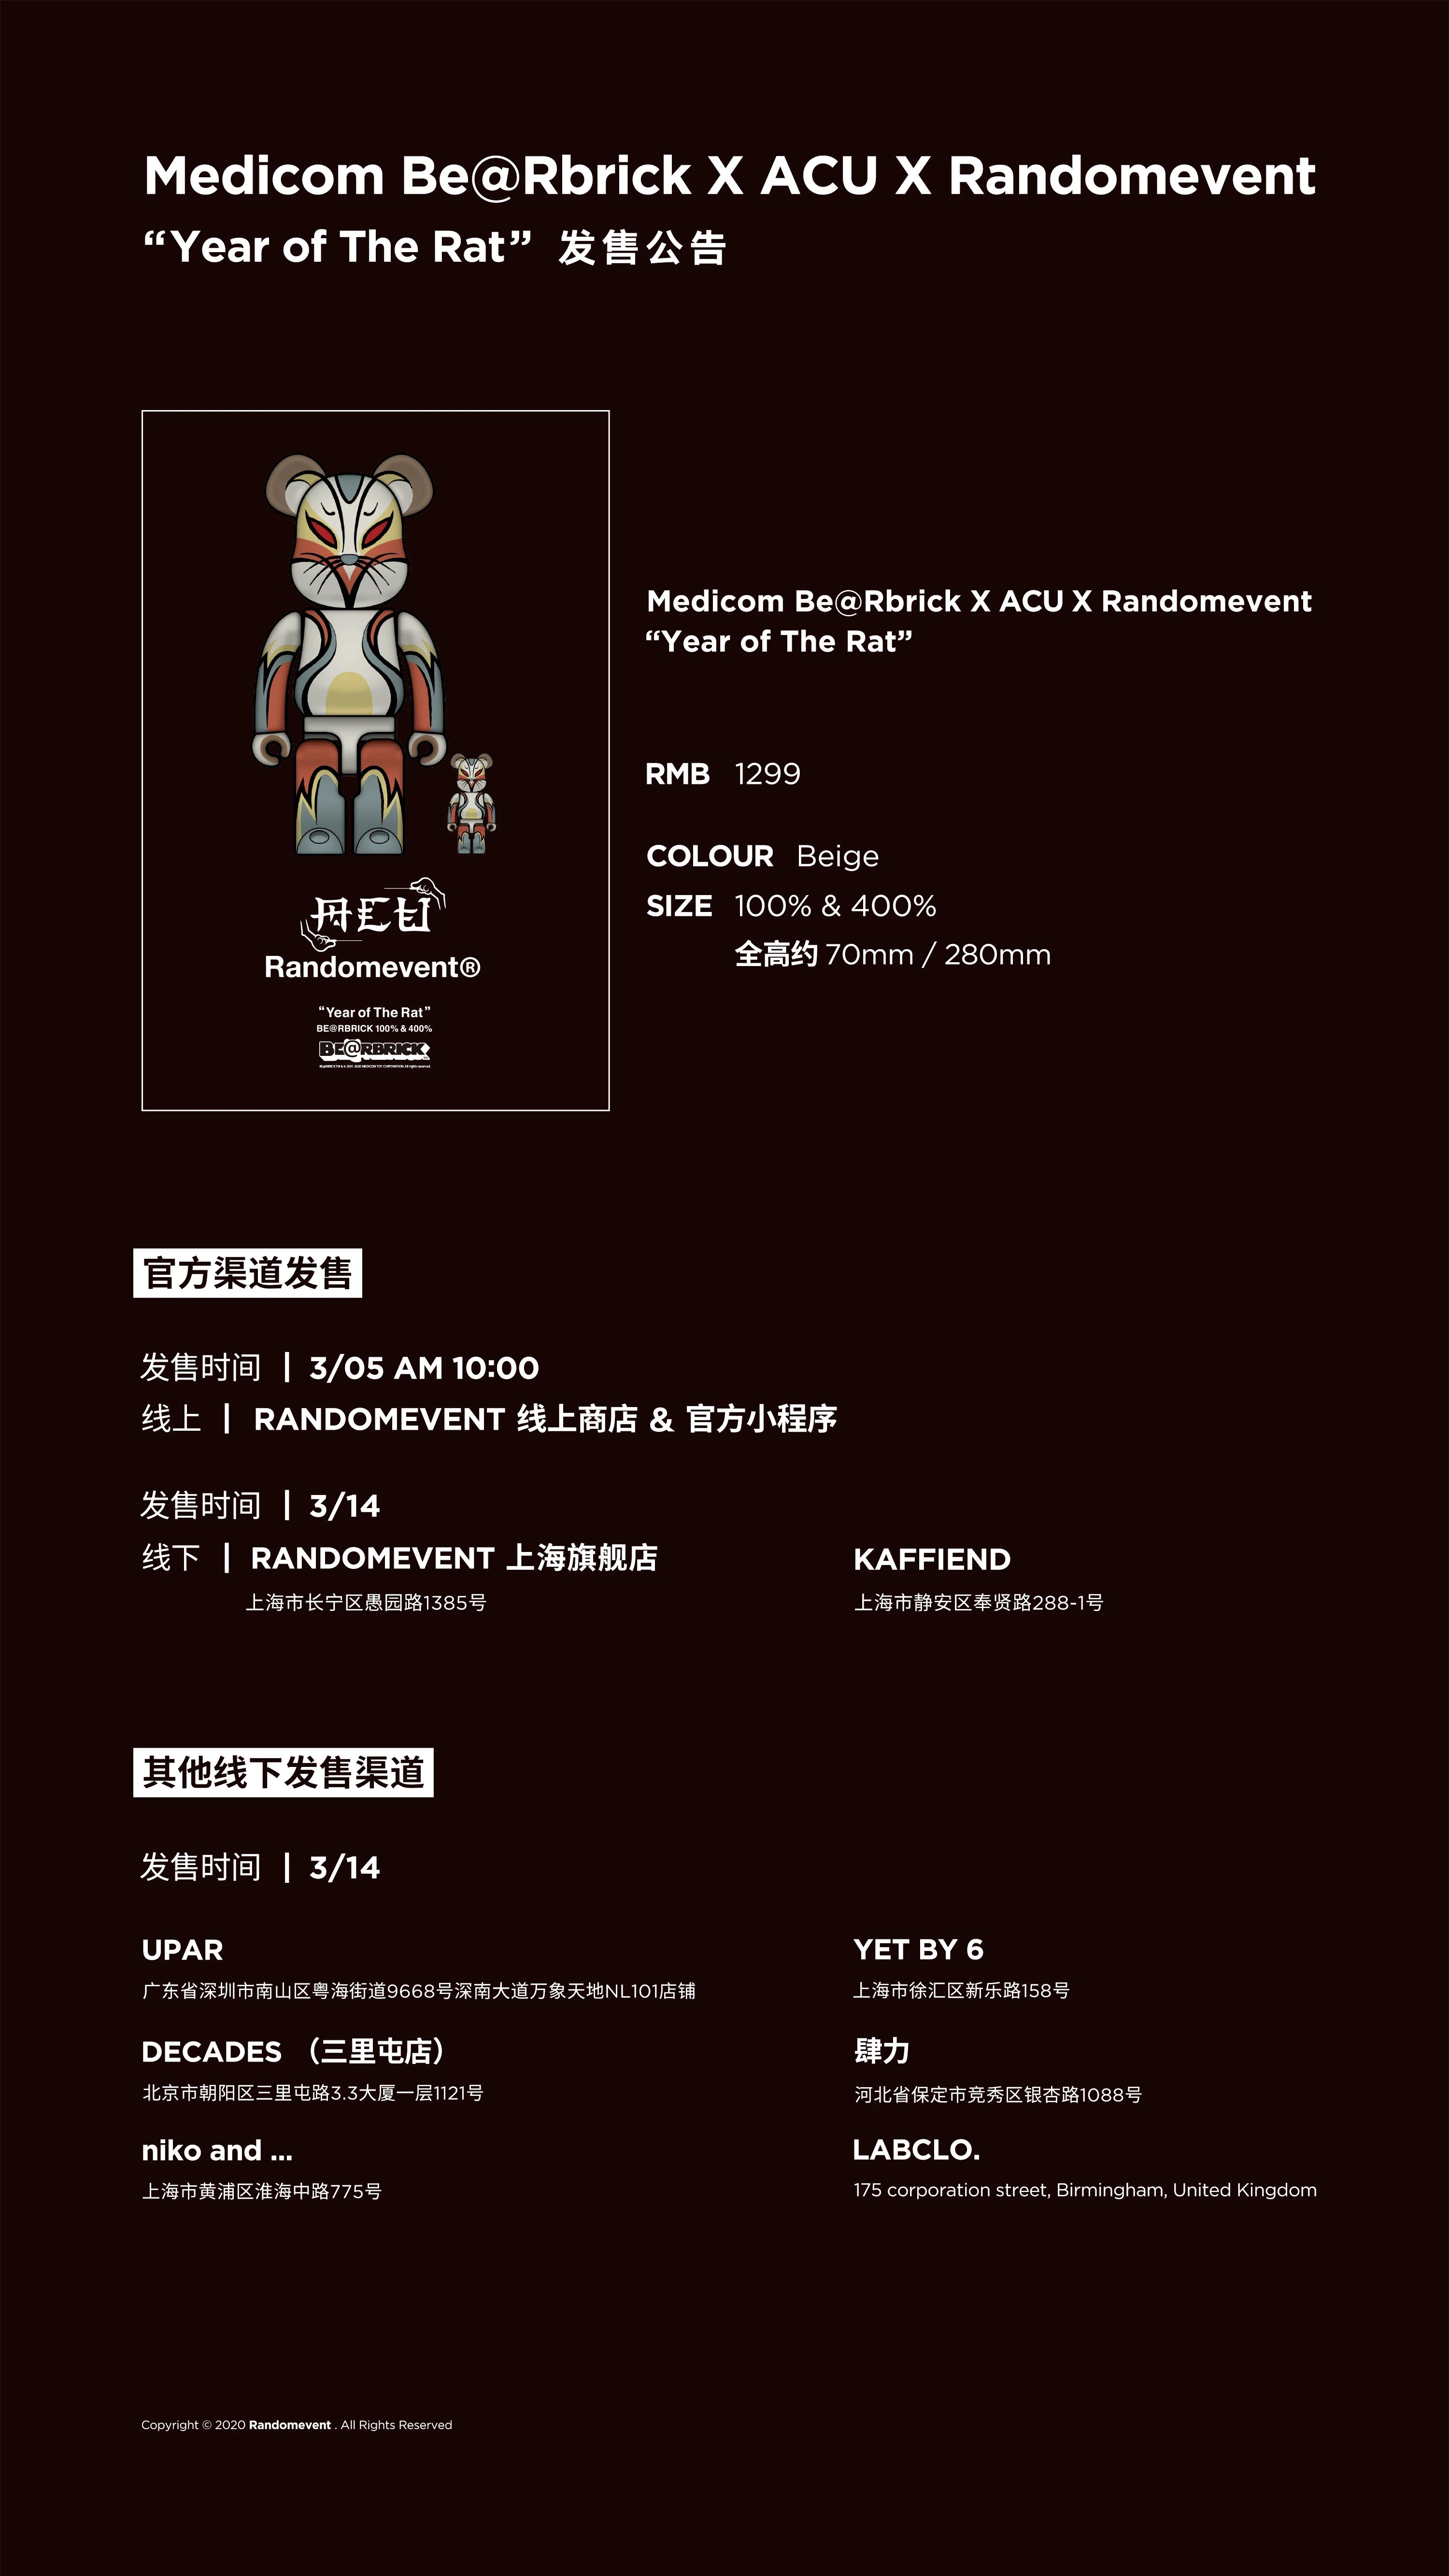 Medicom Be@Rbrick X ACU X Randomevent
“Year of The Rat” 发售公告
ACU
Randomevent®
“Year of The Rat”
BE@RBRICK 100% & 400%
BE@RBRICK
Medicom Be@Rbrick X ACU X Randomevent
“Year of The Rat”
RMB 1299
COLOUR Beige
SIZE 100% & 400%
全高约 70mm / 280mm
官方渠道发售
发售时间 | 3/05 AM 10:00
线上 | RANDOMEVENT 线上商店 & 官方小程序
发售时间 | 3/14
线下 | RANDOMEVENT 上海旗舰店
上海市长宁区愚园路1385号
KAFFIEND
上海市静安区奉贤路288-1号
其他线下发售渠道
发售时间 | 3/14
UPAR
广东省深圳市南山区粤海街道9668号深南大道万象天地NL101店铺
YET BY 6
上海市徐汇区新乐路158号
DECADES （三里屯店）
北京市朝阳区三里屯路3.3大厦一层1121号
肆力
河北省保定市竞秀区银杏路1088号
niko and ...
上海市黄浦区淮海中路775号
LABCLO.
175 corporation street, Birmingham, United Kingdom
Copyright © 2020 Randomevent . All Rights Reserved